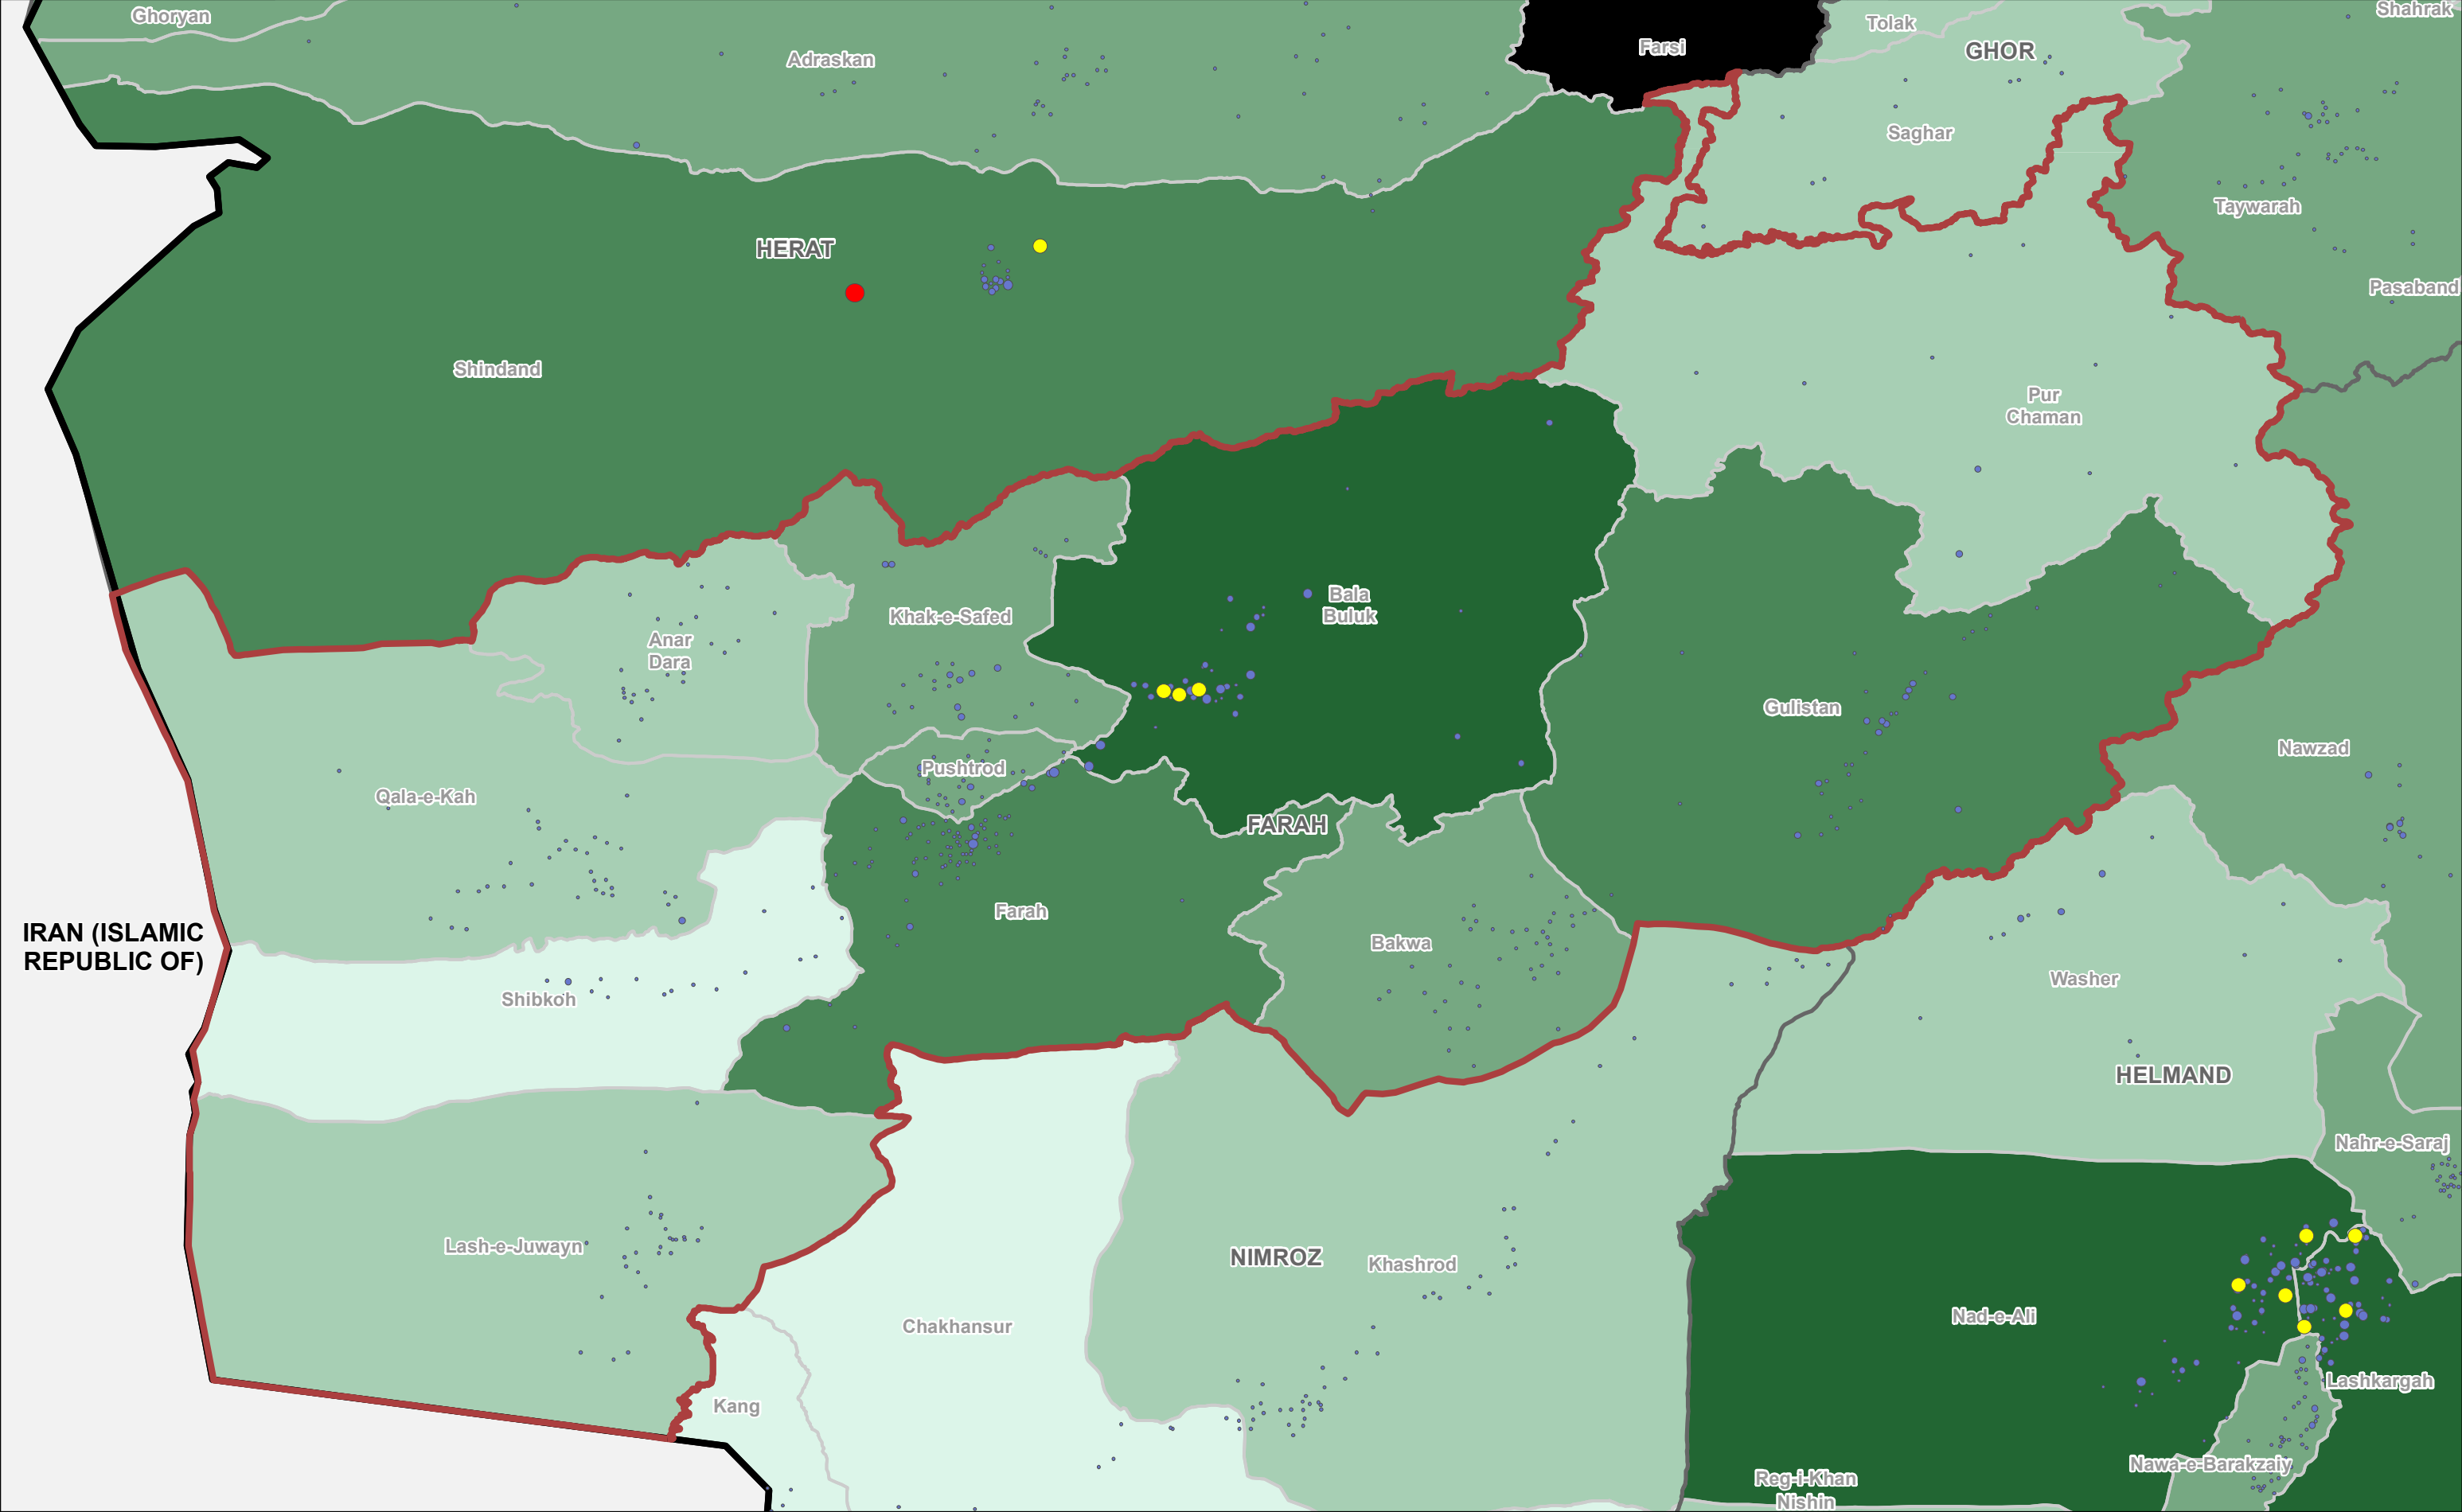 Ghoryan
Shahrak
Tolak
Farsi
GHOR
Adraskan
Saghar
Taywarah
HERAT
Pasaband
Shindand
Pur
Chaman
Bala
Buluk
Khak-e-Safed
Anar
Dara
Gulistan
Nawzad
Pushtrod
Qala-e-Kah
FARAH
Farah
IRAN (ISLAMIC
REPUBLIC OF)
Bakwa
Washer
Shibkoh
HELMAND
Nahr-e-Saraj
Lash-e-Juwayn
NIMROZ
Khashrod
Nad-e-Ali
Chakhansur
Lashkargah
Kang
Nawa-e-Barakzaiy
Reg-i-Khan
Nishin